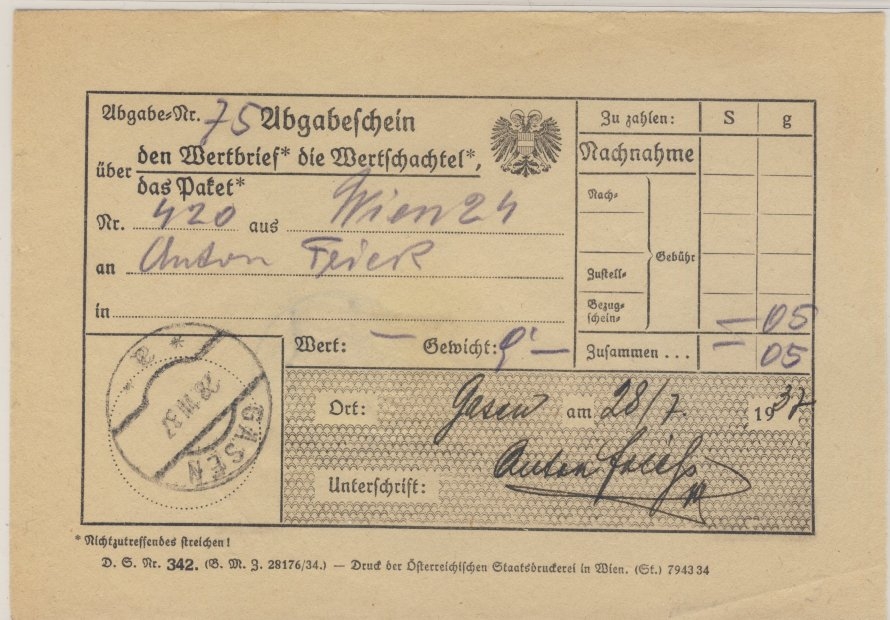 Abgabe-Nr. 75 Abgabeschein
über den Wertbrief* die Wertschachtel*,
das Paket*
Nr. 420 aus Wien 24
an Anton
in
Wert: — Gewicht: 9' —
Zu zahlen: S g
Nachnahme
Nach-
Zustell-
Gebühr
Bezug-
schein- — 05
Zusammen ... — 05
GASEN
28.VII.37
* a
Ort: Gasen am 28/7. 1937
Unterschrift: Anton
* Nichtzutreffendes streichen!
D. S. Nr. 342. (G. M. Z. 28176/34.) — Druck der Österreichischen Staatsdruckerei in Wien. (St.) 7943 34